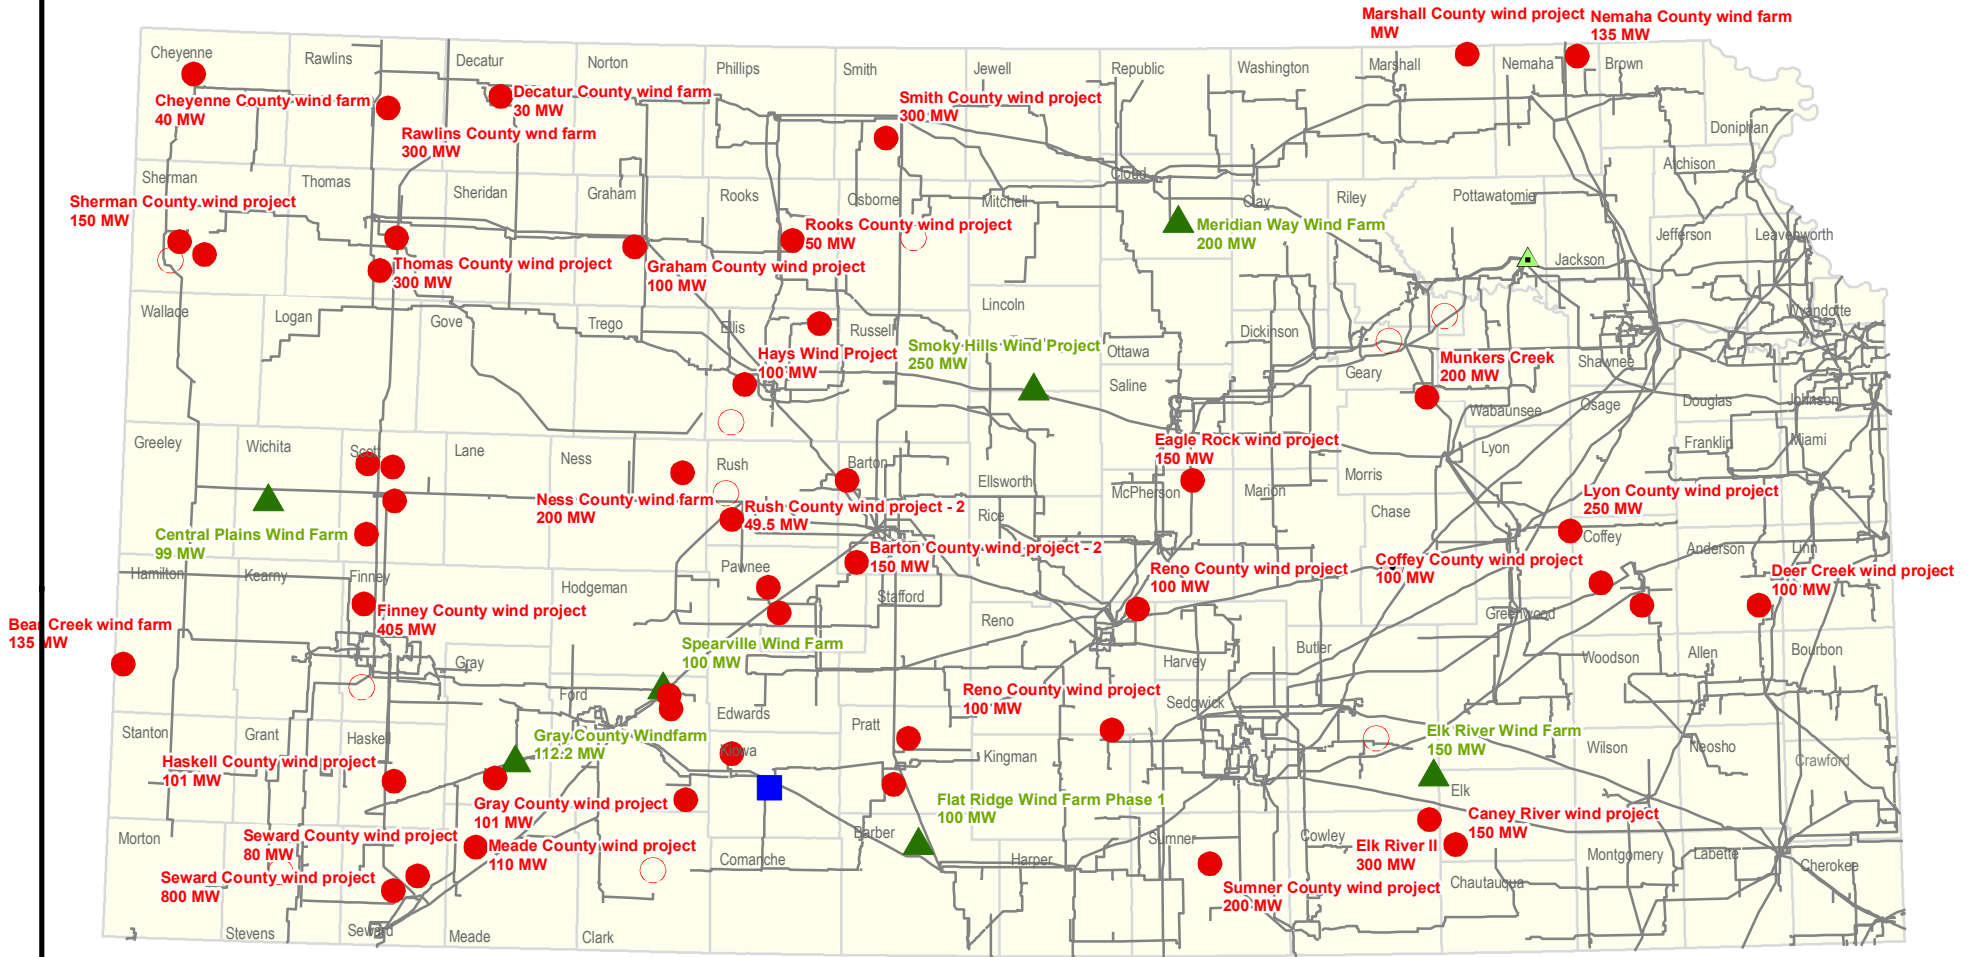 Marshall County wind project
MW
Nemaha County wind farm
135 MW
Cheyenne
Rawlins
Decatur
Norton
Phillips
Smith
Jewell
Republic
Washington
Marshall
Nemaha
Brown
Doniphan
Cheyenne County wind farm
40 MW
Decatur County wind farm
30 MW
Rawlins County wnd farm
300 MW
Smith County wind project
300 MW
Sherman
Thomas
Sheridan
Graham
Rooks
Osborne
Mitchell
Cloud
Clay
Riley
Pottawatomie
Atchison
Jackson
Jefferson
Leavenworth
Sherman County wind project
150 MW
Thomas County wind project
300 MW
Graham County wind project
100 MW
Rooks County wind project
50 MW
Meridian Way Wind Farm
200 MW
Wallace
Logan
Gove
Trego
Ellis
Russell
Lincoln
Ottawa
Saline
Dickinson
Geary
Wabaunsee
Shawnee
Wyandotte
Osage
Douglas
Johnson
Hays Wind Project
100 MW
Smoky Hills Wind Project
250 MW
Munkers Creek
200 MW
Greeley
Wichita
Scott
Lane
Ness
Rush
Barton
Ellsworth
Rice
McPherson
Marion
Morris
Chase
Lyon
Franklin
Miami
Eagle Rock wind project
150 MW
Central Plains Wind Farm
99 MW
Ness County wind farm
200 MW
Rush County wind project - 2
49.5 MW
Barton County wind project - 2
150 MW
Reno County wind project
100 MW
Lyon County wind project
250 MW
Coffey County wind project
100 MW
Coffey
Anderson
Linn
Deer Creek wind project
100 MW
Hamilton
Kearny
Finney
Hodgeman
Pawnee
Stafford
Reno
Harvey
Butler
Greenwood
Woodson
Allen
Bourbon
Bear Creek wind farm
135 MW
Finney County wind project
405 MW
Spearville Wind Farm
100 MW
Gray
Ford
Edwards
Stanton
Grant
Haskell
Kiowa
Pratt
Kingman
Sedgwick
Wilson
Neosho
Crawford
Reno County wind project
100 MW
Gray County Windfarm
112.2 MW
Elk River Wind Farm
150 MW
Elk
Haskell County wind project
101 MW
Gray County wind project
101 MW
Flat Ridge Wind Farm Phase 1
100 MW
Caney River wind project
150 MW
Elk River II
300 MW
Morton
Stevens
Seward
Meade
Clark
Comanche
Barber
Harper
Sumner
Cowley
Chautauqua
Montgomery
Labette
Cherokee
Seward County wind project
80 MW
Meade County wind project
110 MW
Seward County wind project
800 MW
Sumner County wind project
200 MW